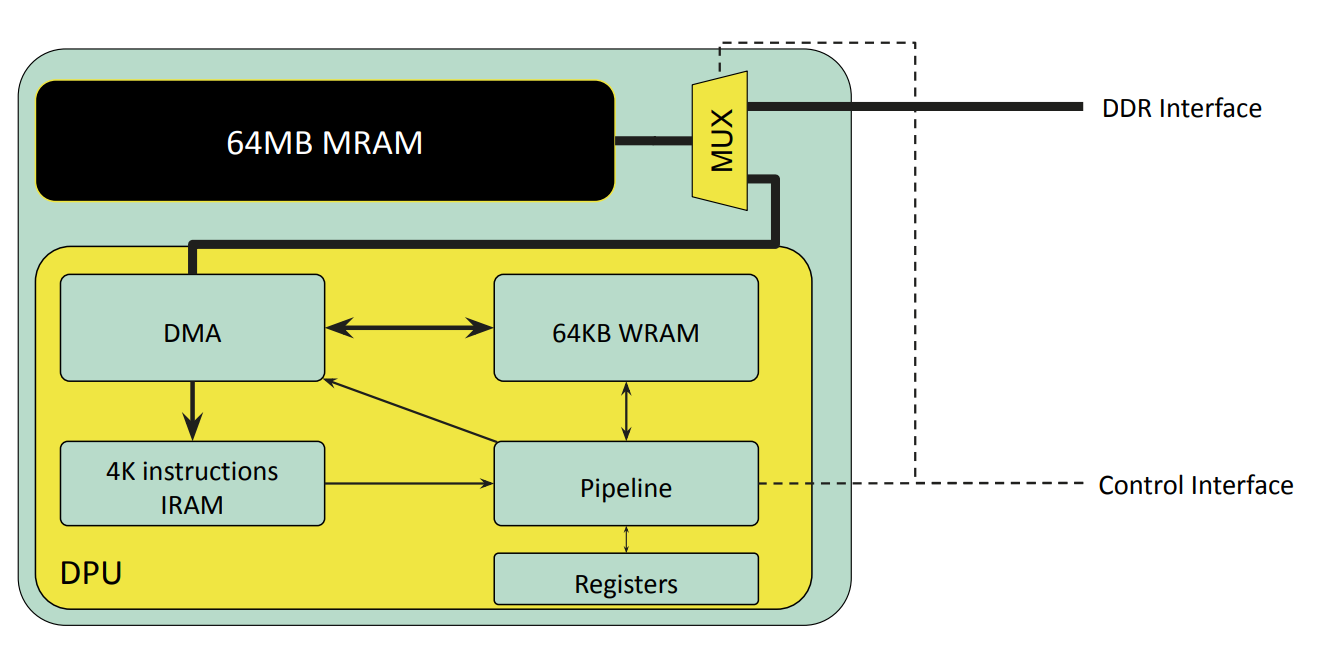 64MB MRAM
MUX
DDR Interface
DMA
64KB WRAM
4K instructions
IRAM
Pipeline
Control Interface
DPU
Registers